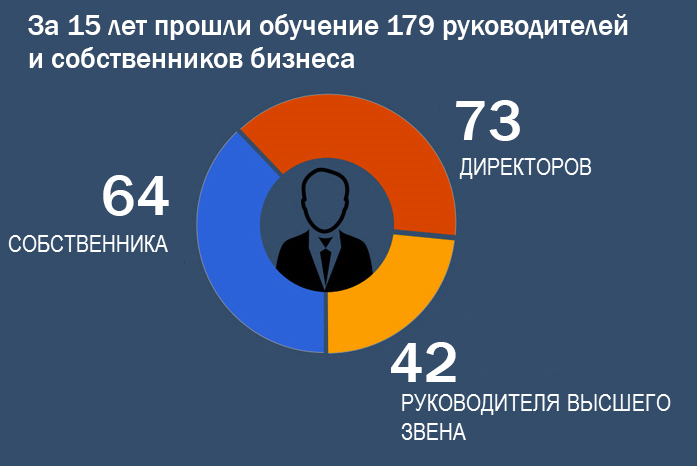 За 15 лет прошли обучение 179 руководителей
и собственников бизнеса
73
ДИРЕКТОРОВ
64
СОБСТВЕННИКА
42
РУКОВОДИТЕЛЯ ВЫСШЕГО
ЗВЕНА